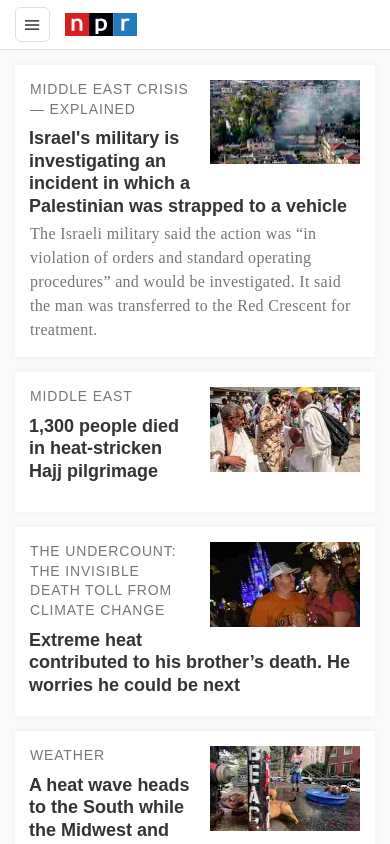 npr
MIDDLE EAST CRISIS
— EXPLAINED
Israel's military is
investigating an
incident in which a
Palestinian was strapped to a vehicle
The Israeli military said the action was “in
violation of orders and standard operating
procedures” and would be investigated. It said
the man was transferred to the Red Crescent for
treatment.
MIDDLE EAST
1,300 people died
in heat-stricken
Hajj pilgrimage
THE UNDERCOUNT:
THE INVISIBLE
DEATH TOLL FROM
CLIMATE CHANGE
Extreme heat
contributed to his brother’s death. He
worries he could be next
WEATHER
A heat wave heads
to the South while
the Midwest and